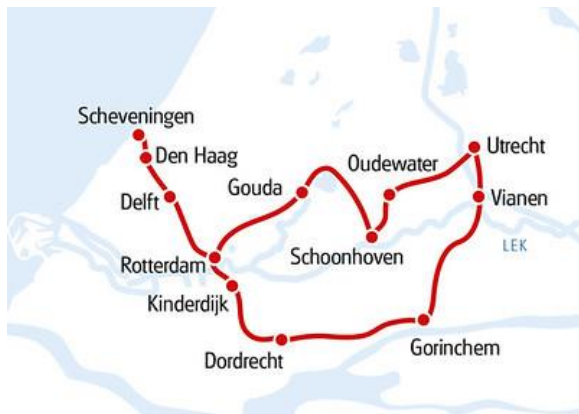 Scheveningen
Den Haag
Delft
Rotterdam
Kinderdijk
Dordrecht
Gorinchem
Vianen
Utrecht
Oudewater
Schoonhoven
Gouda
LEK